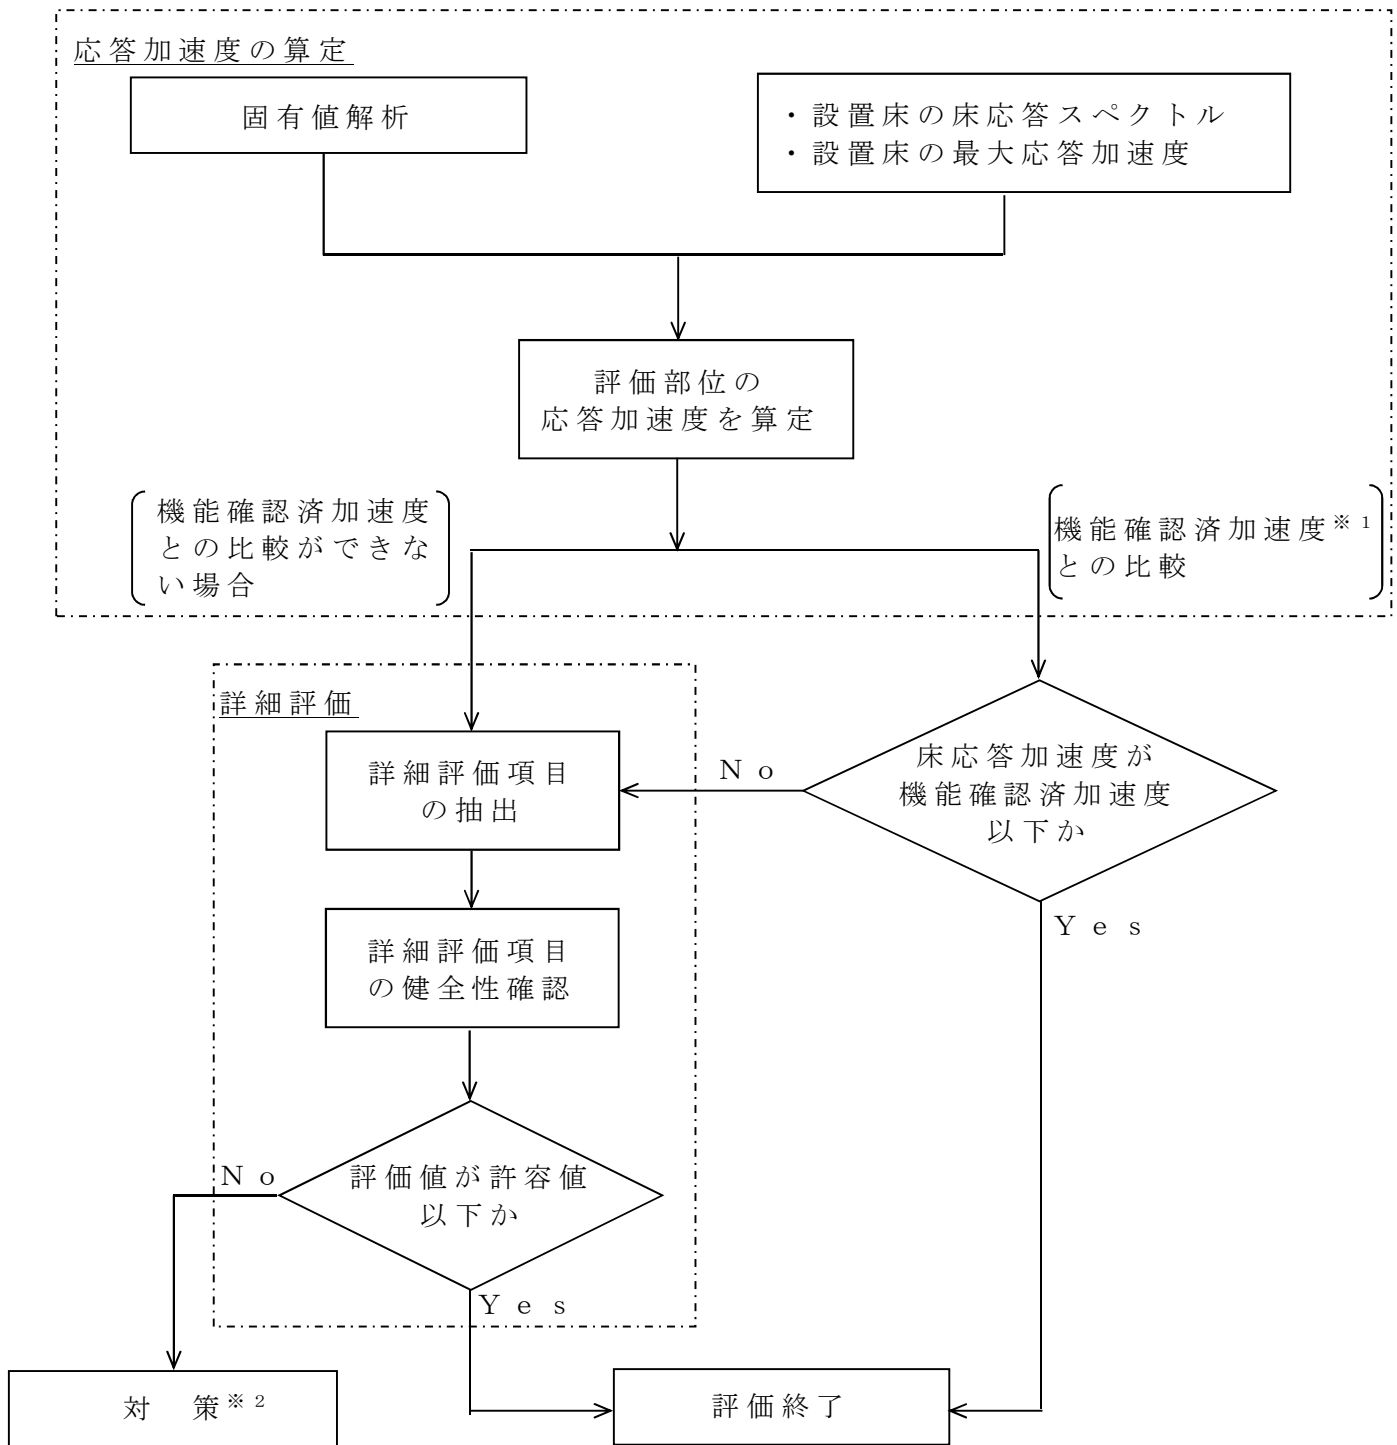 応答加速度の算定
固有値解析
・設置床の床応答スペクトル
・設置床の最大応答加速度
評価部位の
応答加速度を算定
機能確認済加速度
との比較ができな
い場合
機能確認済加速度※1
との比較
詳細評価
詳細評価項目
の抽出
No
床応答加速度が
機能確認済加速度
以下か
Yes
詳細評価項目
の健全性確認
No
評価値が許容値
以下か
Yes
対　策※2
評価終了